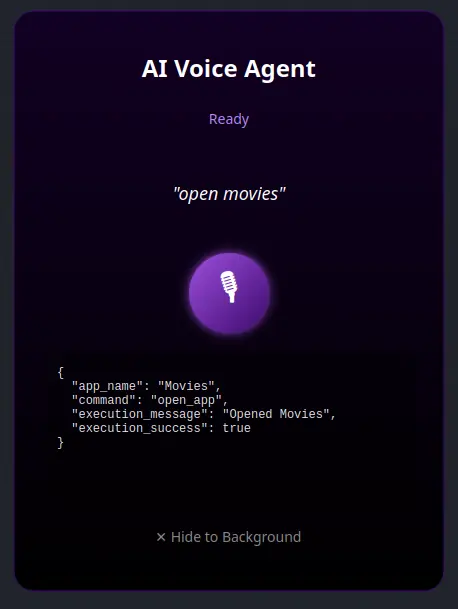 AI Voice Agent
Ready
"open movies"
{
  "app_name": "Movies",
  "command": "open_app",
  "execution_message": "Opened Movies",
  "execution_success": true
}
✕ Hide to Background